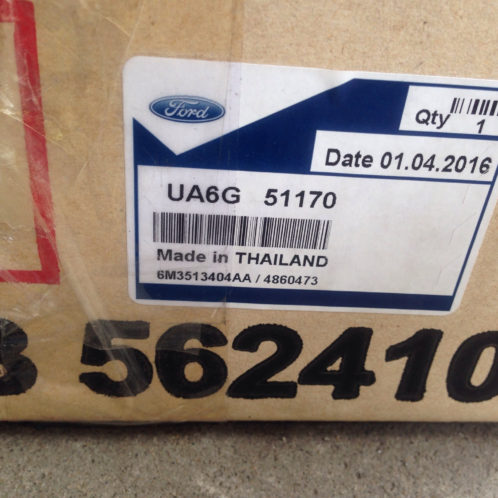 Ford
Qty 1
Date 01.04.2016
UA6G 51170
Made in THAILAND
6M3513404AA / 4860473
562410